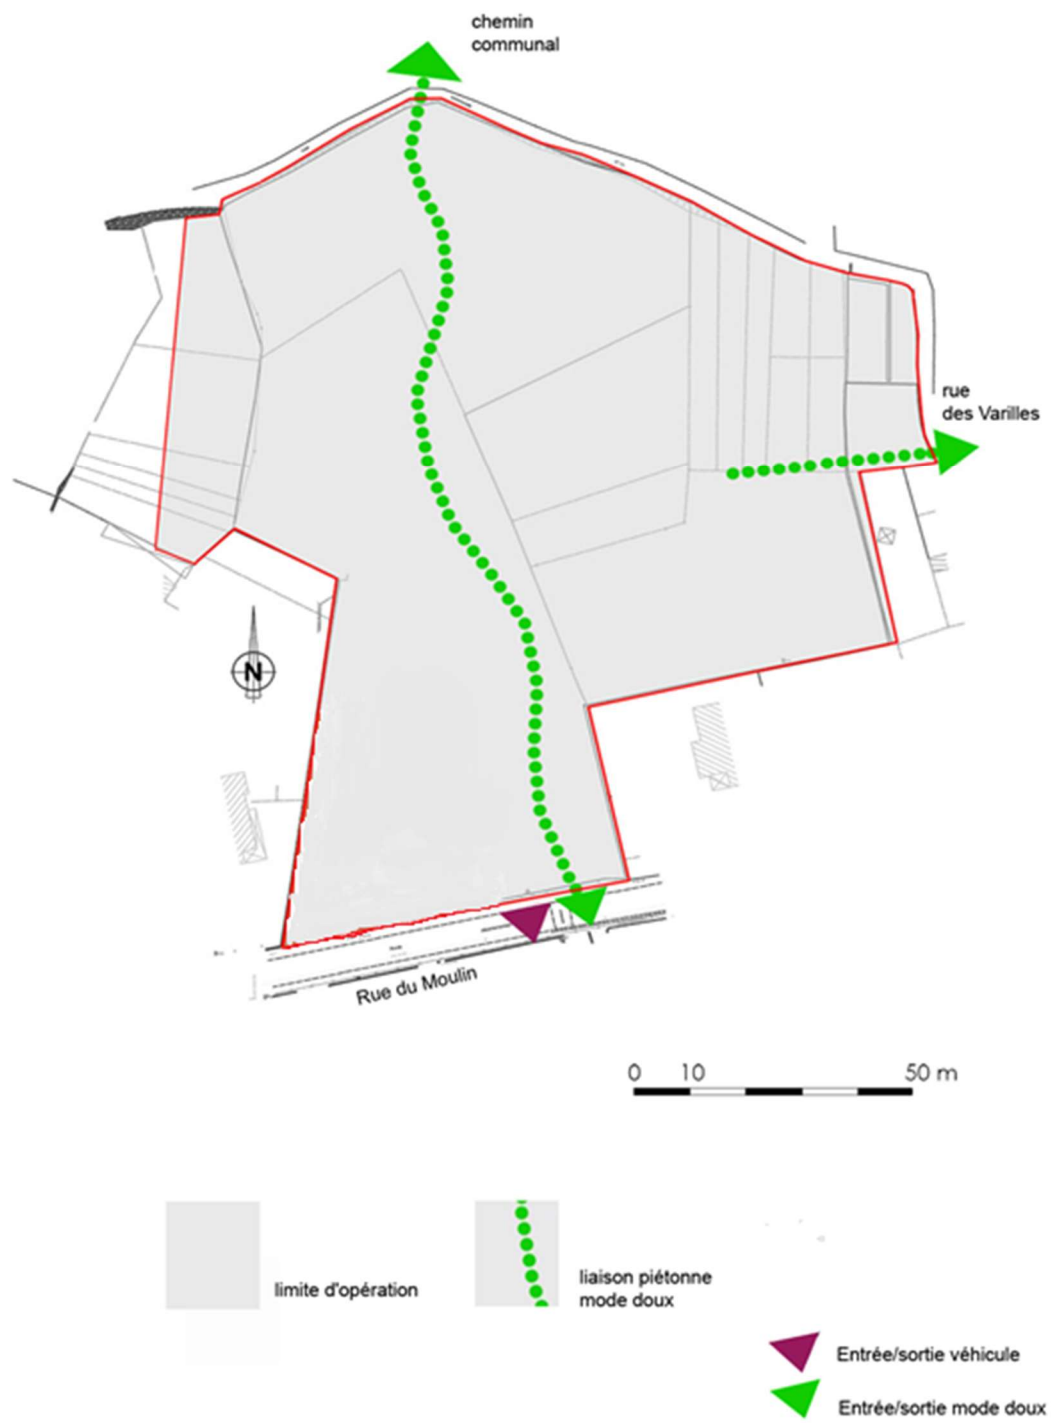 chemin
communal
rue
des Varilles
N
Rue du Moulin
0 10 50 m
limite d'opération
liaison piétonne
mode doux
Entrée/sortie véhicule
Entrée/sortie mode doux